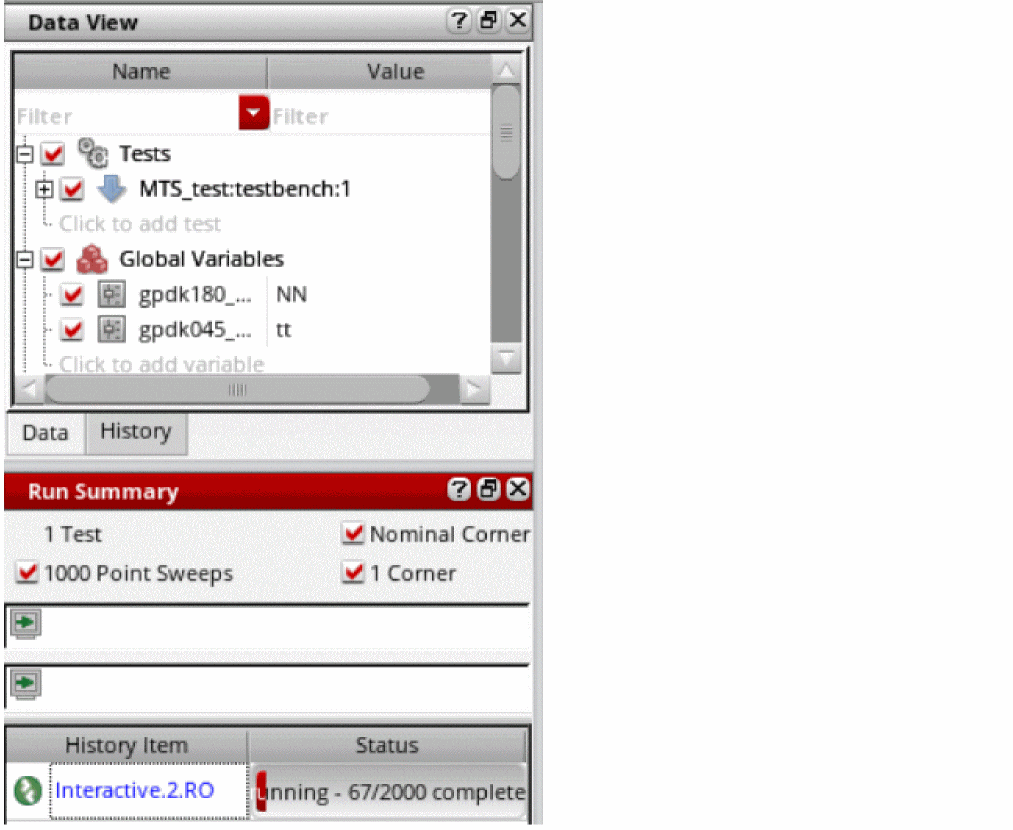 Data View
Name Value
Filter Filter
Tests
MTS_test:testbench:1
Click to add test
Global Variables
gpdk180_... NN
gpdk045_... tt
Click to add variable
Data History
Run Summary
1 Test Nominal Corner
1000 Point Sweeps 1 Corner
History Item Status
Interactive.2.RO unning - 67/2000 complete